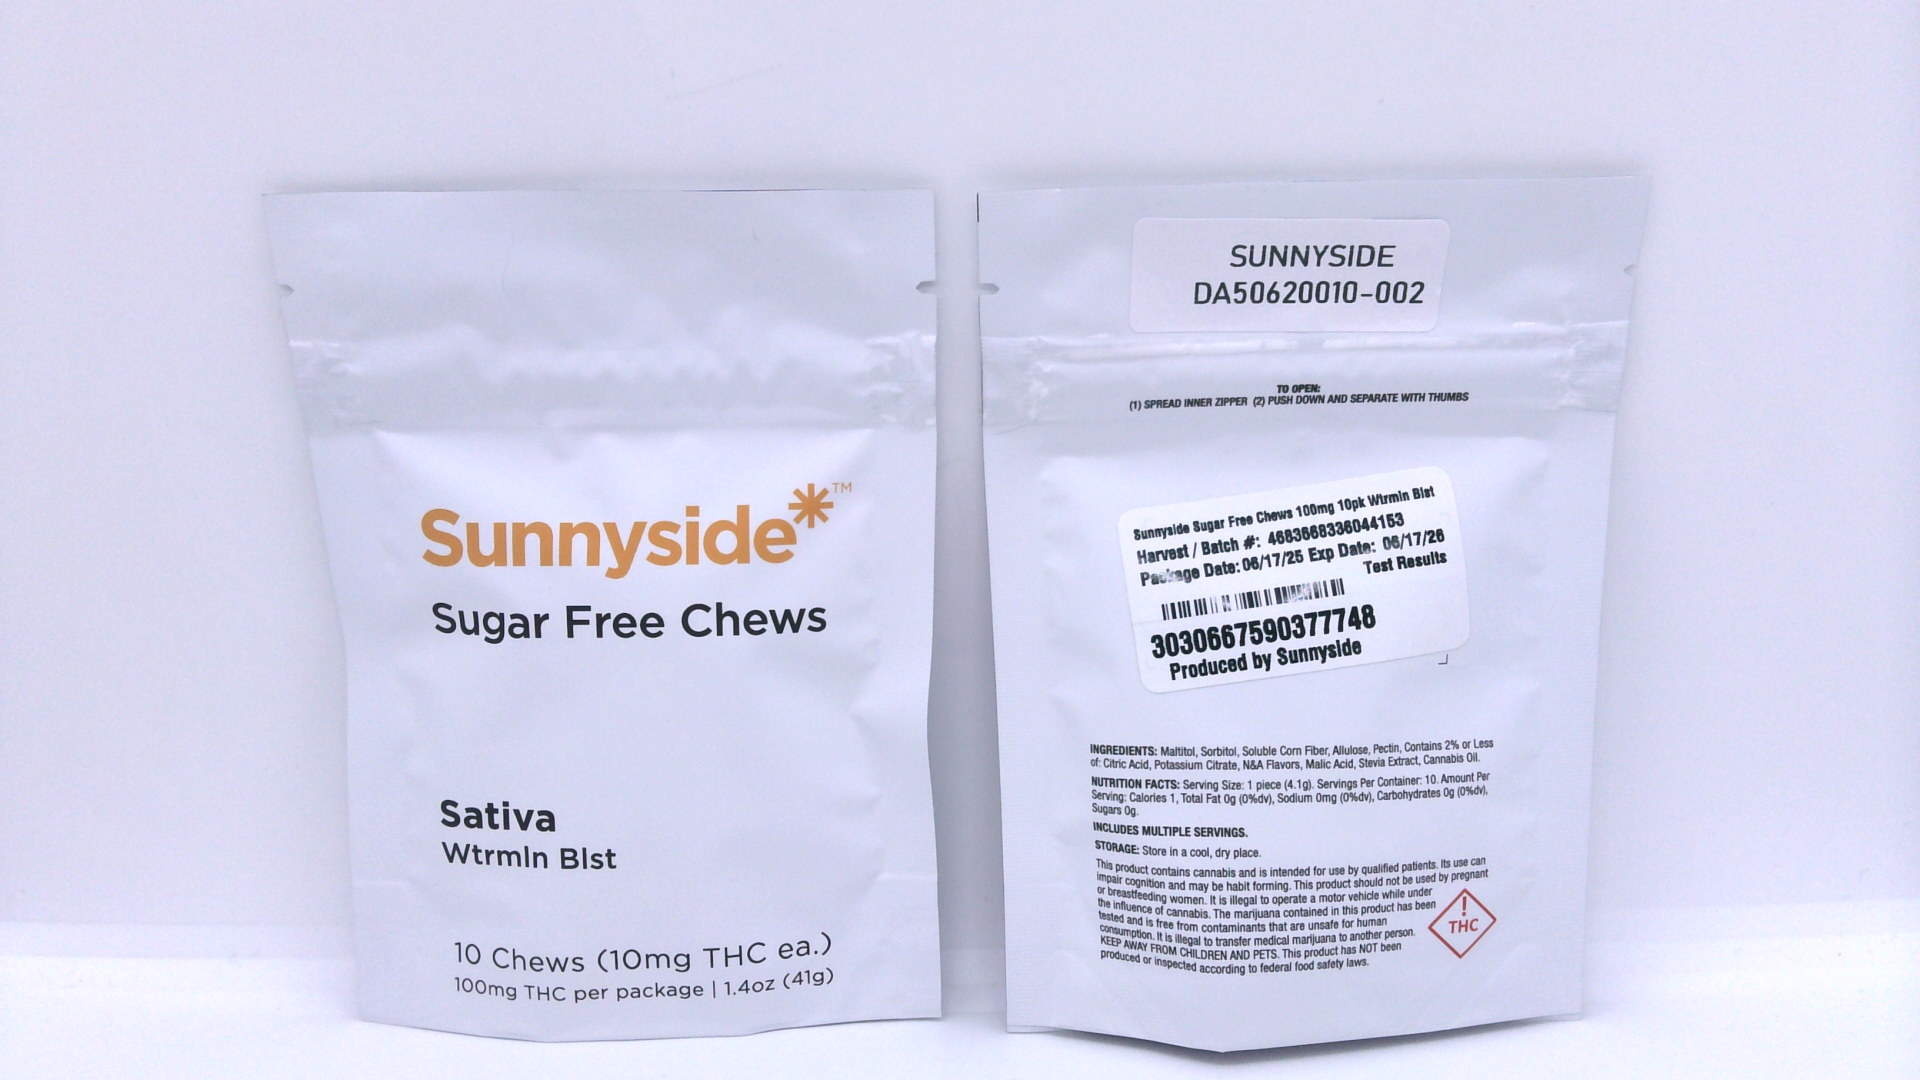 Sunnyside*™
Sugar Free Chews
Sativa
Wtrmln Blst
10 Chews (10mg THC ea.)
100mg THC per package | 1.4oz (41g)
SUNNYSIDE
DA50620010-002
TO OPEN:
(1) SPREAD INNER ZIPPER (2) PUSH DOWN AND SEPARATE WITH THUMBS
Sunnyside Sugar Free Chews 100mg 10pk Wtrmln Blst
Harvest / Batch #: 4683668336044153
Package Date: 06/17/25 Exp Date: 06/17/26
Test Results
3030667590377748
Produced by Sunnyside
INGREDIENTS: Maltitol, Sorbitol, Soluble Corn Fiber, Allulose, Pectin, Contains 2% or Less
of: Citric Acid, Potassium Citrate, N&A Flavors, Malic Acid, Stevia Extract, Cannabis Oil.
NUTRITION FACTS: Serving Size: 1 piece (4.1g). Servings Per Container: 10. Amount Per
Serving: Calories 1, Total Fat 0g (0%dv), Sodium 0mg (0%dv), Carbohydrates 0g (0%dv),
Sugars 0g.
INCLUDES MULTIPLE SERVINGS.
STORAGE: Store in a cool, dry place.
This product contains cannabis and is intended for use by qualified patients. Its use can
impair cognition and may be habit forming. This product should not be used by pregnant
or breastfeeding women. It is illegal to operate a motor vehicle while under
the influence of cannabis. The marijuana contained in this product has been
tested and is free from contaminants that are unsafe for human
consumption. It is illegal to transfer medical marijuana to another person.
KEEP AWAY FROM CHILDREN AND PETS. This product has NOT been
produced or inspected according to federal food safety laws.
!
THC